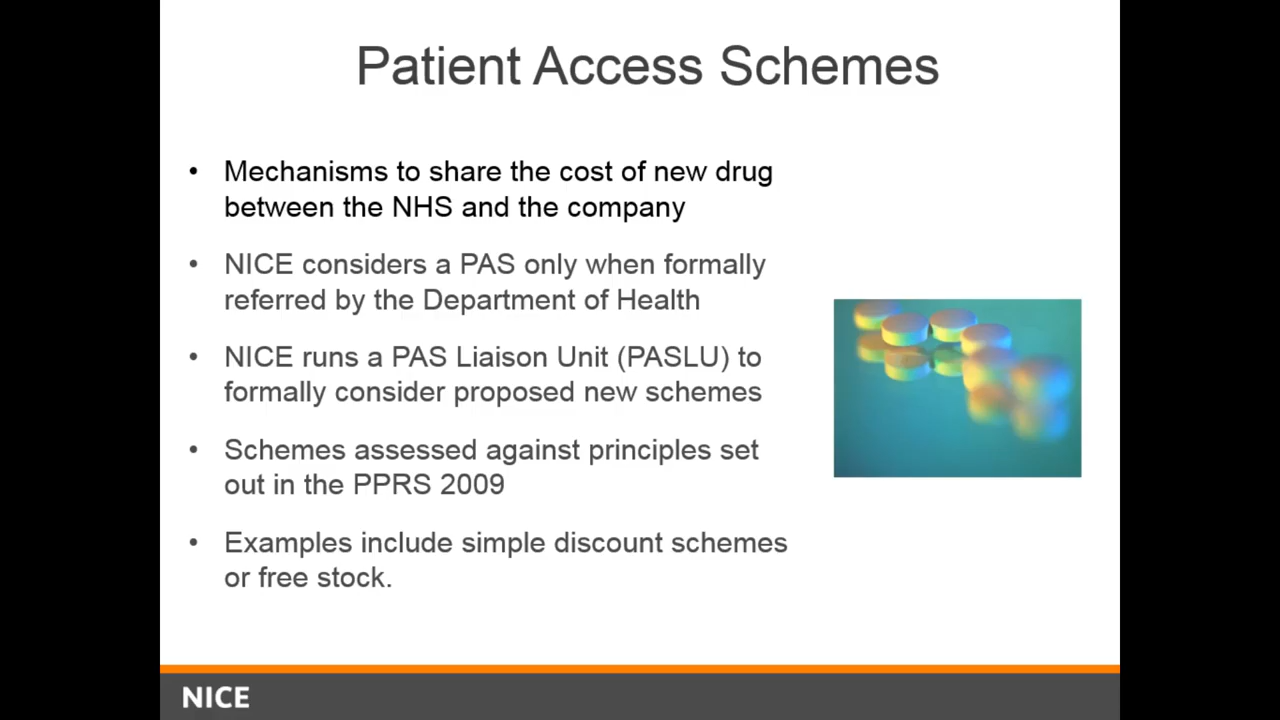 Patient Access Schemes
• Mechanisms to share the cost of new drug
between the NHS and the company
• NICE considers a PAS only when formally
referred by the Department of Health
• NICE runs a PAS Liaison Unit (PASLU) to
formally consider proposed new schemes
• Schemes assessed against principles set
out in the PPRS 2009
• Examples include simple discount schemes
or free stock.
NICE